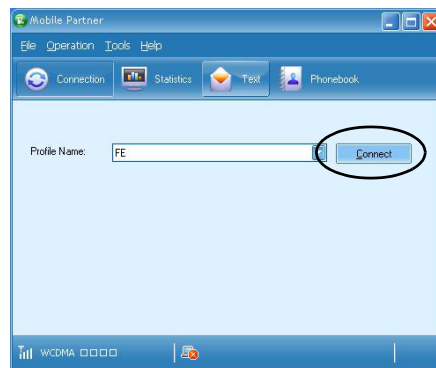 Mobile Partner
File Operation Tools Help
Connection Statistics Text Phonebook
Profile Name: FE Connect
WCDMA □□□□